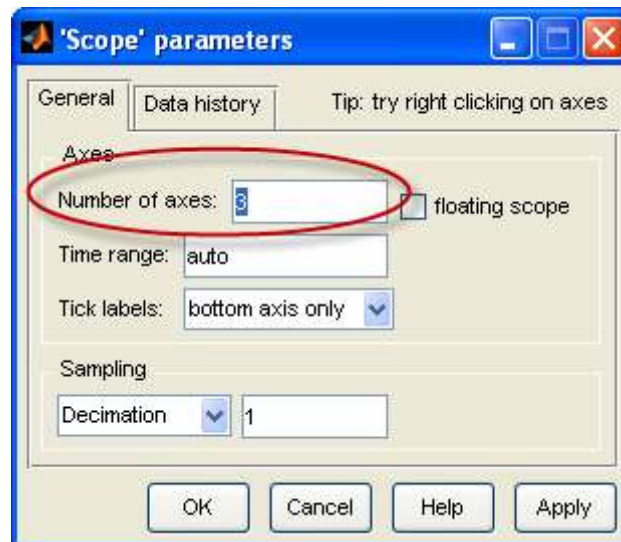 'Scope' parameters
General Data history Tip: try right clicking on axes
Axes
Number of axes: 3 floating scope
Time range: auto
Tick labels: bottom axis only
Sampling
Decimation 1
OK Cancel Help Apply